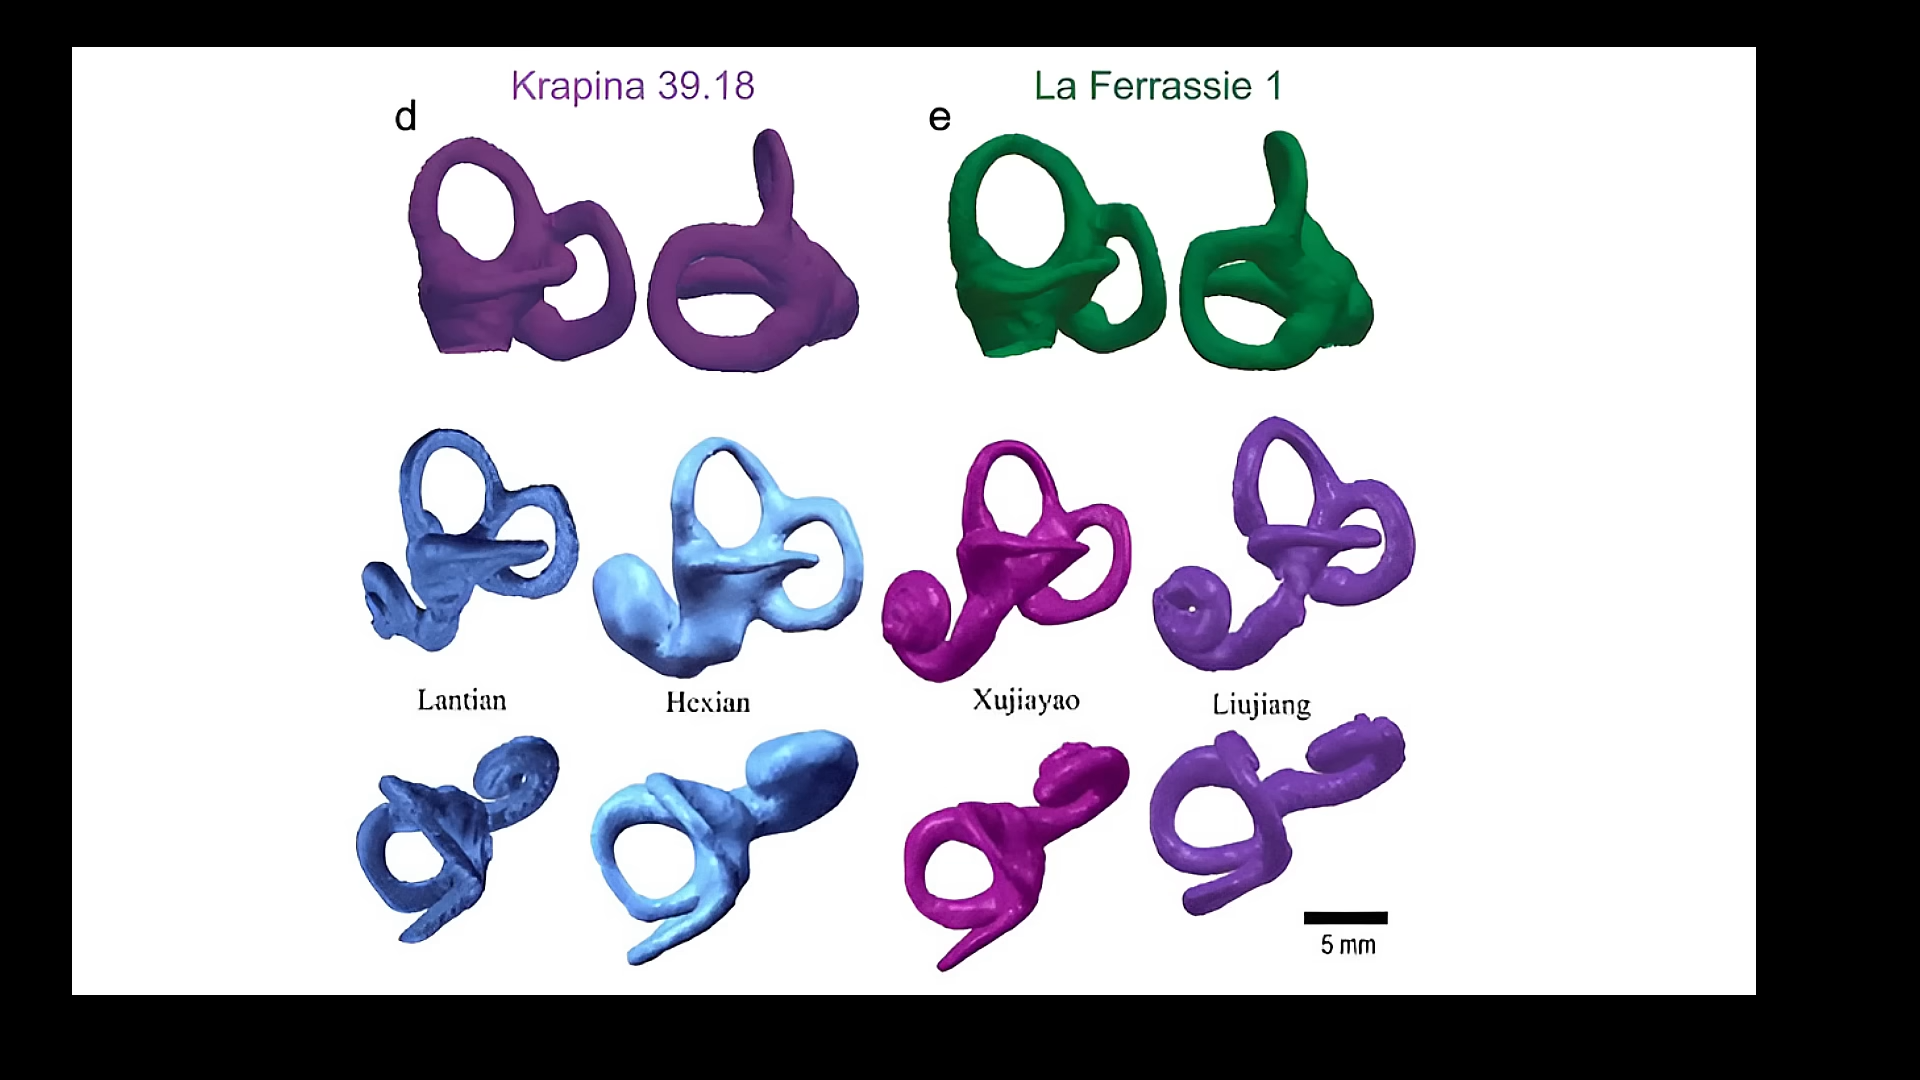 Krapina 39.18
La Ferrassie 1
d
e
Lantian
Hexian
Xujiayao
Liujiang
5 mm